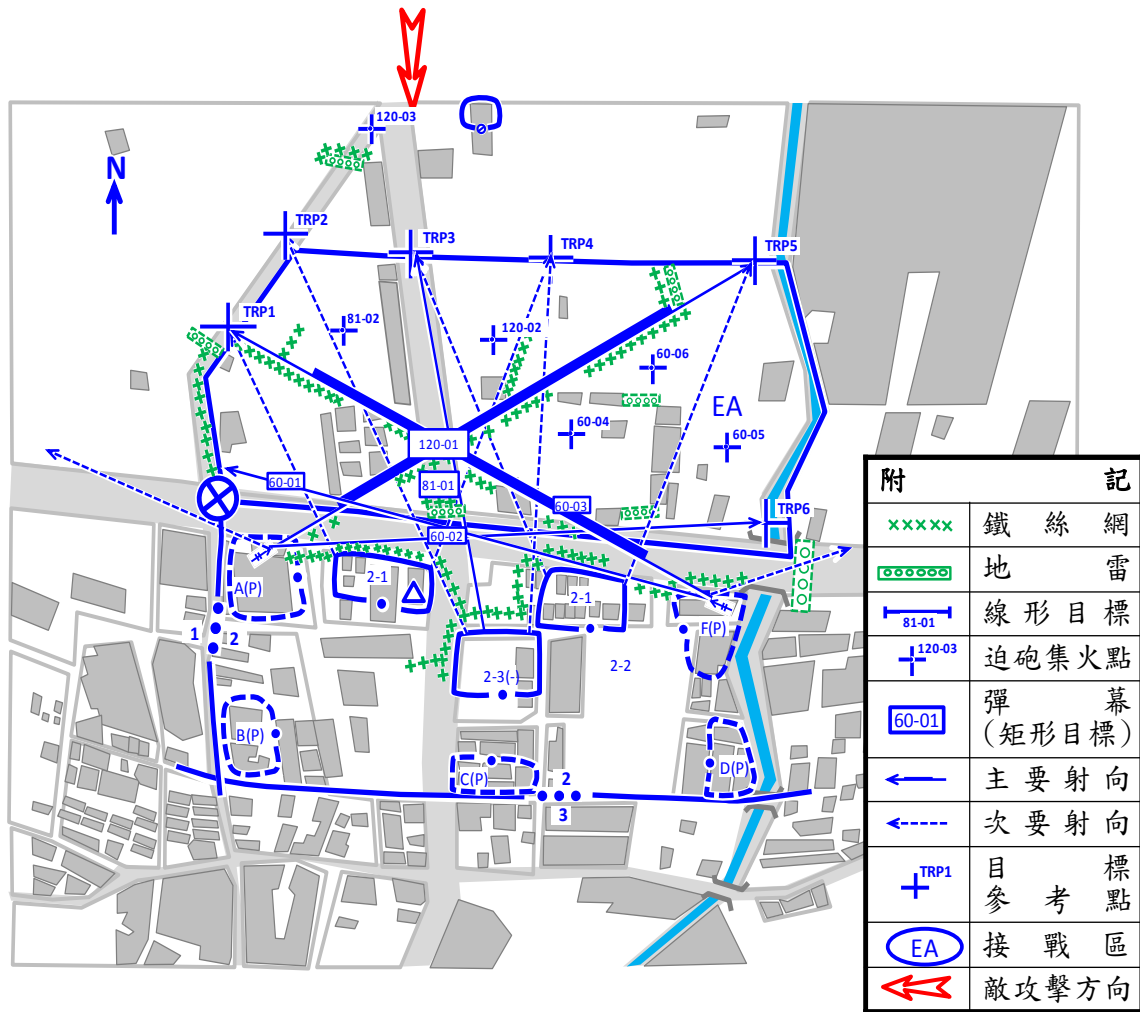 120-03
N
TRP2
TRP3
TRP4
TRP5
TRP1
81-02
120-02
60-06
EA
120-01
60-04
60-05
60-01
81-01
60-03
TRP6
60-02
A(P)
2-1
2-1
F(P)
1
2
2-3(-)
2-2
B(P)
C(P)
D(P)
2
3
附 記
鐵絲網
地雷
81-01
線形目標
120-03
迫砲集火點
60-01
彈幕
(矩形目標)
主要射向
次要射向
TRP1
目標
參考點
EA
接戰區
敵攻擊方向